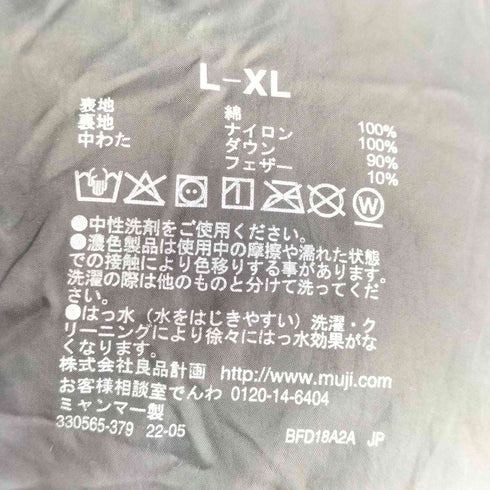 L-XL
表地 綿 100%
裏地 ナイロン 100%
中わた ダウン 90%
フェザー 10%
W
●中性洗剤をご使用ください。
●濃色製品は使用中の摩擦や濡れた状態
での接触により色移りする事があります。
洗濯の際は他のものと分けて洗ってくだ
さい。
●はっ水（水をはじきやすい）洗濯・ク
リーニングにより徐々にはっ水効果がな
くなります。
株式会社良品計画 http://www.muji.com
お客様相談室でんわ 0120-14-6404
ミャンマー製
330565-379 22-05 BFD18A2A JP